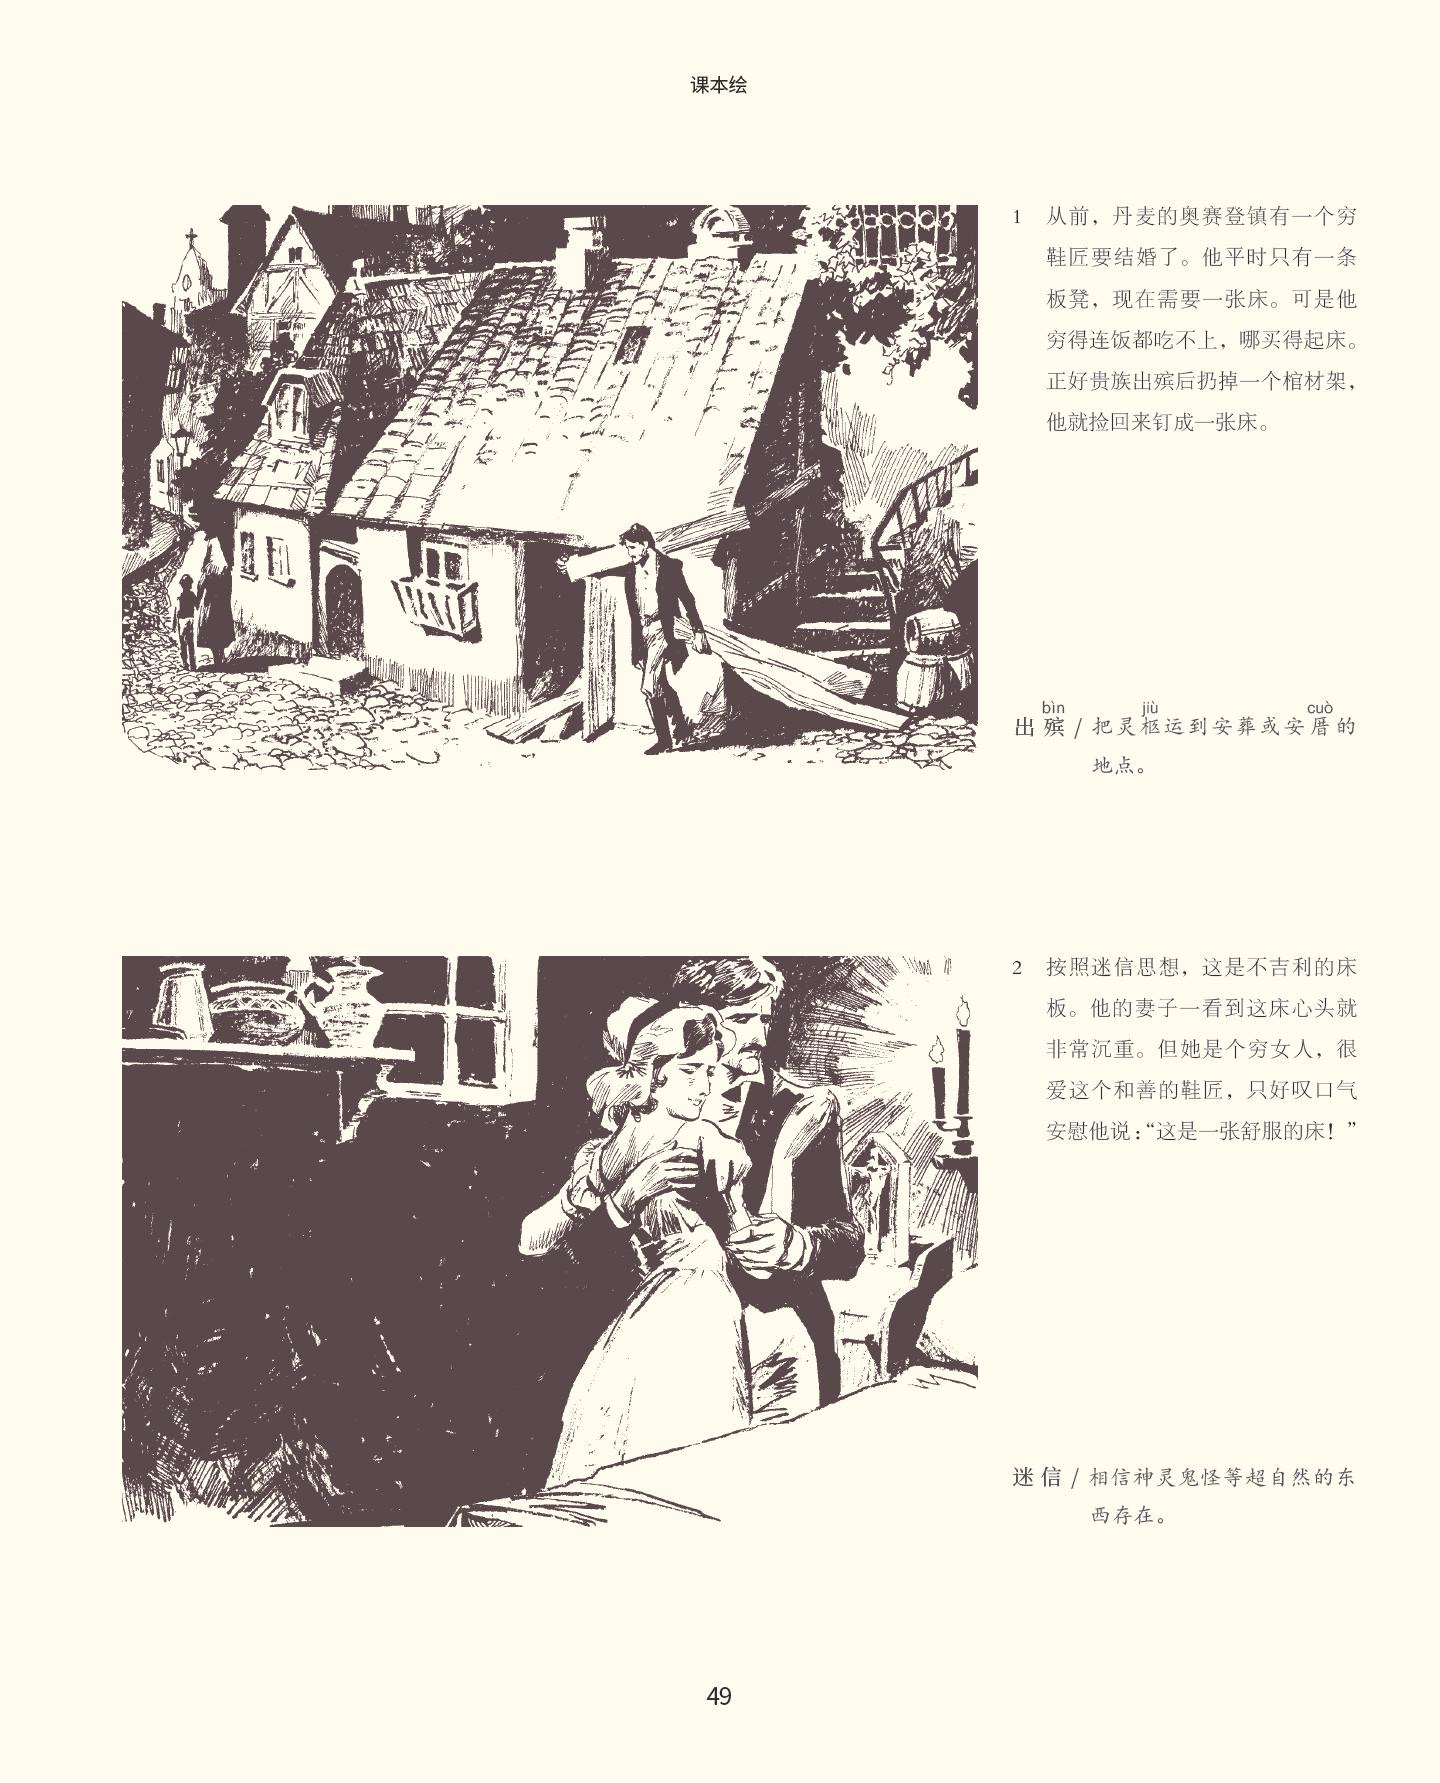 课本绘
1 从前，丹麦的奥赛登镇有一个穷
鞋匠要结婚了。他平时只有一条
板凳，现在需要一张床。可是他
穷得连饭都吃不上，哪买得起床。
正好贵族出殡后扔掉一个棺材架，
他就捡回来钉成一张床。
bìn jiù cuò
出殡 / 把灵柩运到安葬或安厝的
地点。
2 按照迷信思想，这是不吉利的床
板。他的妻子一看到这床心头就
非常沉重。但她是个穷女人，很
爱这个和善的鞋匠，只好叹口气
安慰他说：“这是一张舒服的床！”
迷信 / 相信神灵鬼怪等超自然的东
西存在。
49